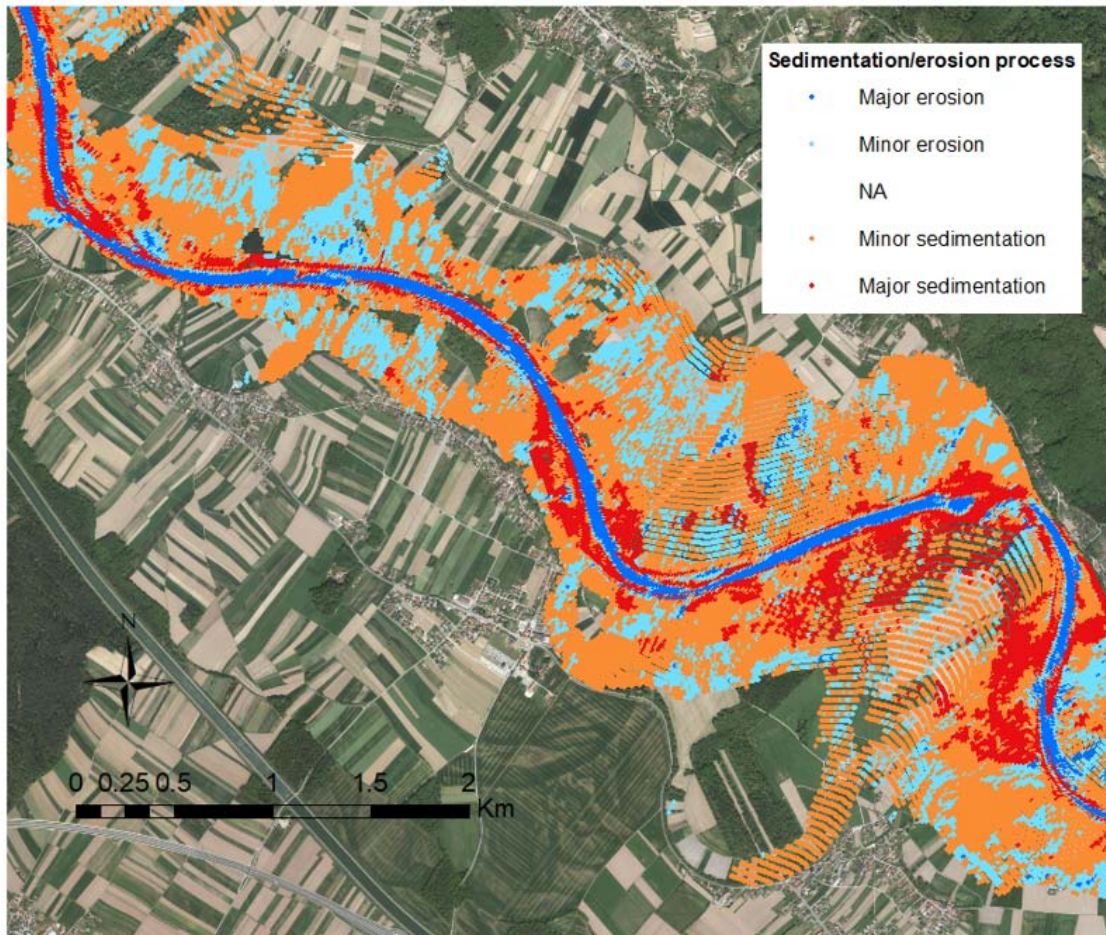 Sedimentation/erosion process
Major erosion
Minor erosion
NA
Minor sedimentation
Major sedimentation
N
0 0.25 0.5 1 1.5 2
Km